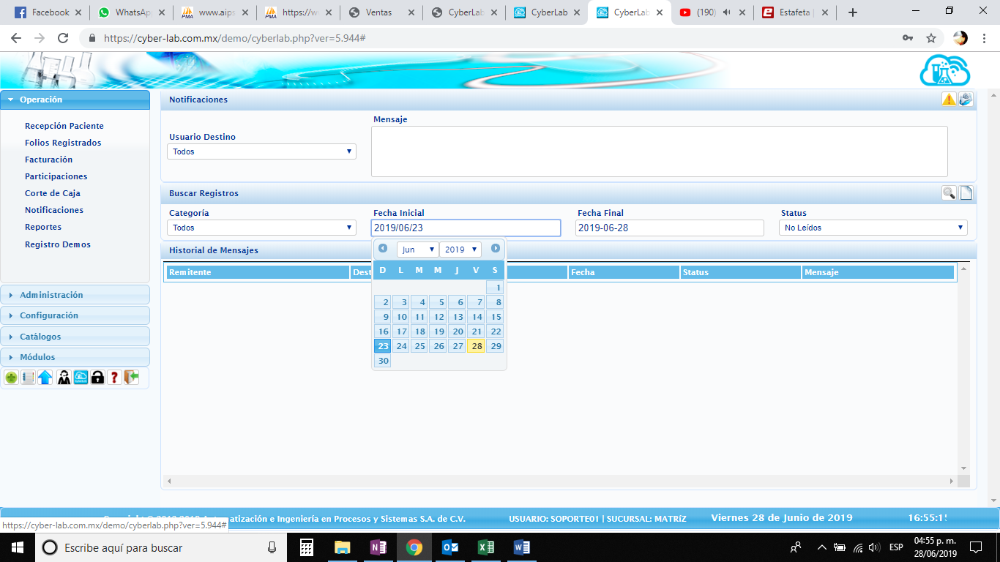 Facebook
WhatsAp
www.aips
https://w
Ventas
CyberLab
CyberLab
CyberLab
(190)
Estafeta |
https://cyber-lab.com.mx/demo/cyberlab.php?ver=5.944#
Operación
Recepción Paciente
Folios Registrados
Facturación
Participaciones
Corte de Caja
Notificaciones
Reportes
Registro Demos
Administración
Configuración
Catálogos
Módulos
Notificaciones
Mensaje
Usuario Destino
Todos
Buscar Registros
Categoría Fecha Inicial Fecha Final Status
Todos 2019/06/23 2019-06-28 No Leídos
Historial de Mensajes
Remitente Dest Fecha Status Mensaje
Jun 2019
D L M M J V S
1
2 3 4 5 6 7 8
9 10 11 12 13 14 15
16 17 18 19 20 21 22
23 24 25 26 27 28 29
30
ización e Ingeniería en Procesos y Sistemas S.A. de C.V. USUARIO: SOPORTE01 | SUCURSAL: MATRíZ Viernes 28 de Junio de 2019 16:55:15
https://cyber-lab.com.mx/demo/cyberlab.php?ver=5.944#
Escribe aquí para buscar
ESP
04:55 p. m.
28/06/2019